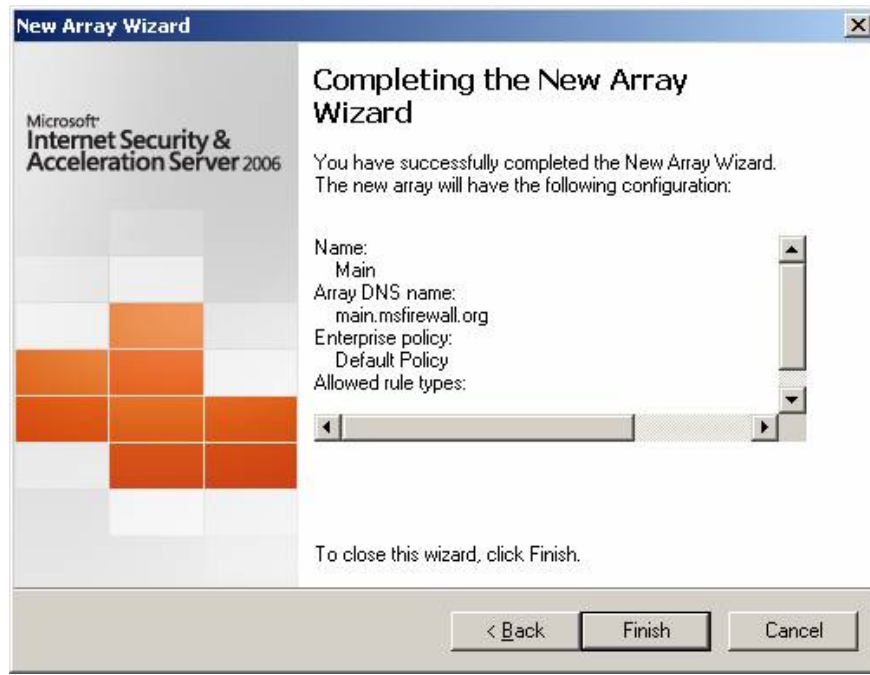 New Array Wizard
Microsoft
Internet Security &
Acceleration Server 2006
Completing the New Array
Wizard
You have successfully completed the New Array Wizard.
The new array will have the following configuration:
Name:
Main
Array DNS name:
main.msfirewall.org
Enterprise policy:
Default Policy
Allowed rule types:
To close this wizard, click Finish.
< Back
Finish
Cancel